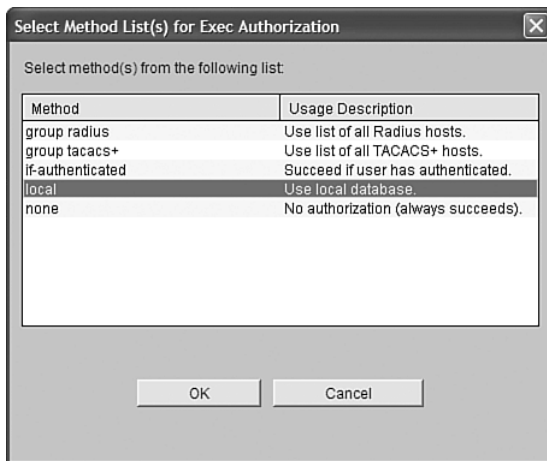 Select Method List(s) for Exec Authorization
Select method(s) from the following list:
Method Usage Description
group radius Use list of all Radius hosts.
group tacacs+ Use list of all TACACS+ hosts.
if-authenticated Succeed if user has authenticated.
local Use local database.
none No authorization (always succeeds).
OK Cancel